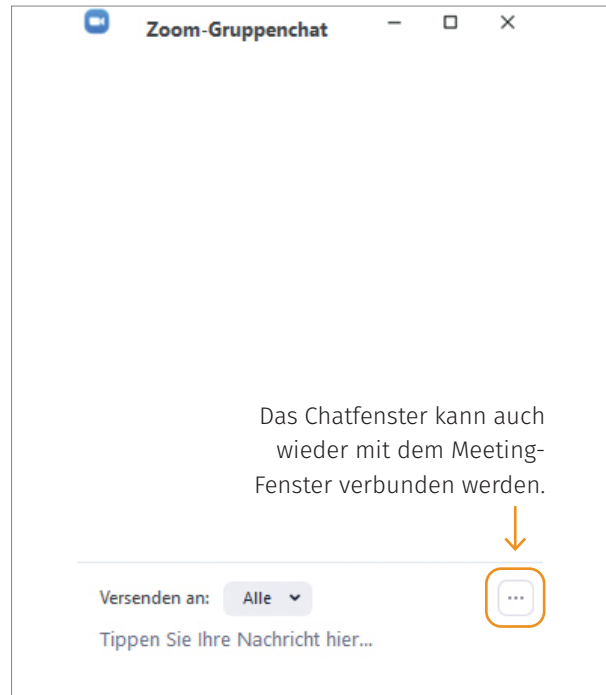 Zoom-Gruppenchat
Das Chatfenster kann auch
wieder mit dem Meeting-
Fenster verbunden werden.
Versenden an: Alle
Tippen Sie Ihre Nachricht hier...